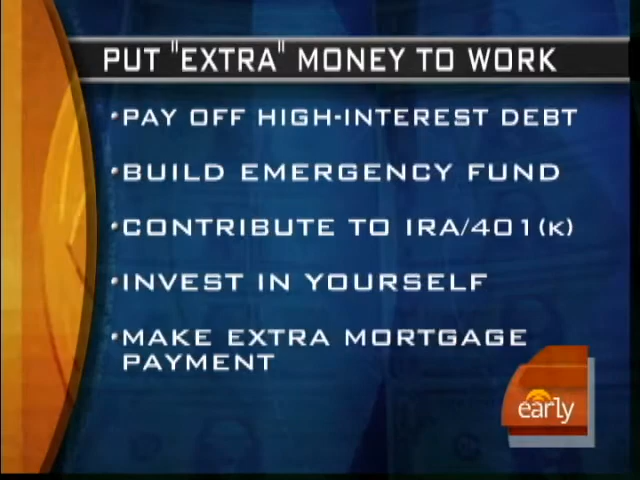 PUT "EXTRA" MONEY TO WORK
•PAY OFF HIGH-INTEREST DEBT
•BUILD EMERGENCY FUND
•CONTRIBUTE TO IRA/401(K)
•INVEST IN YOURSELF
•MAKE EXTRA MORTGAGE
PAYMENT
early